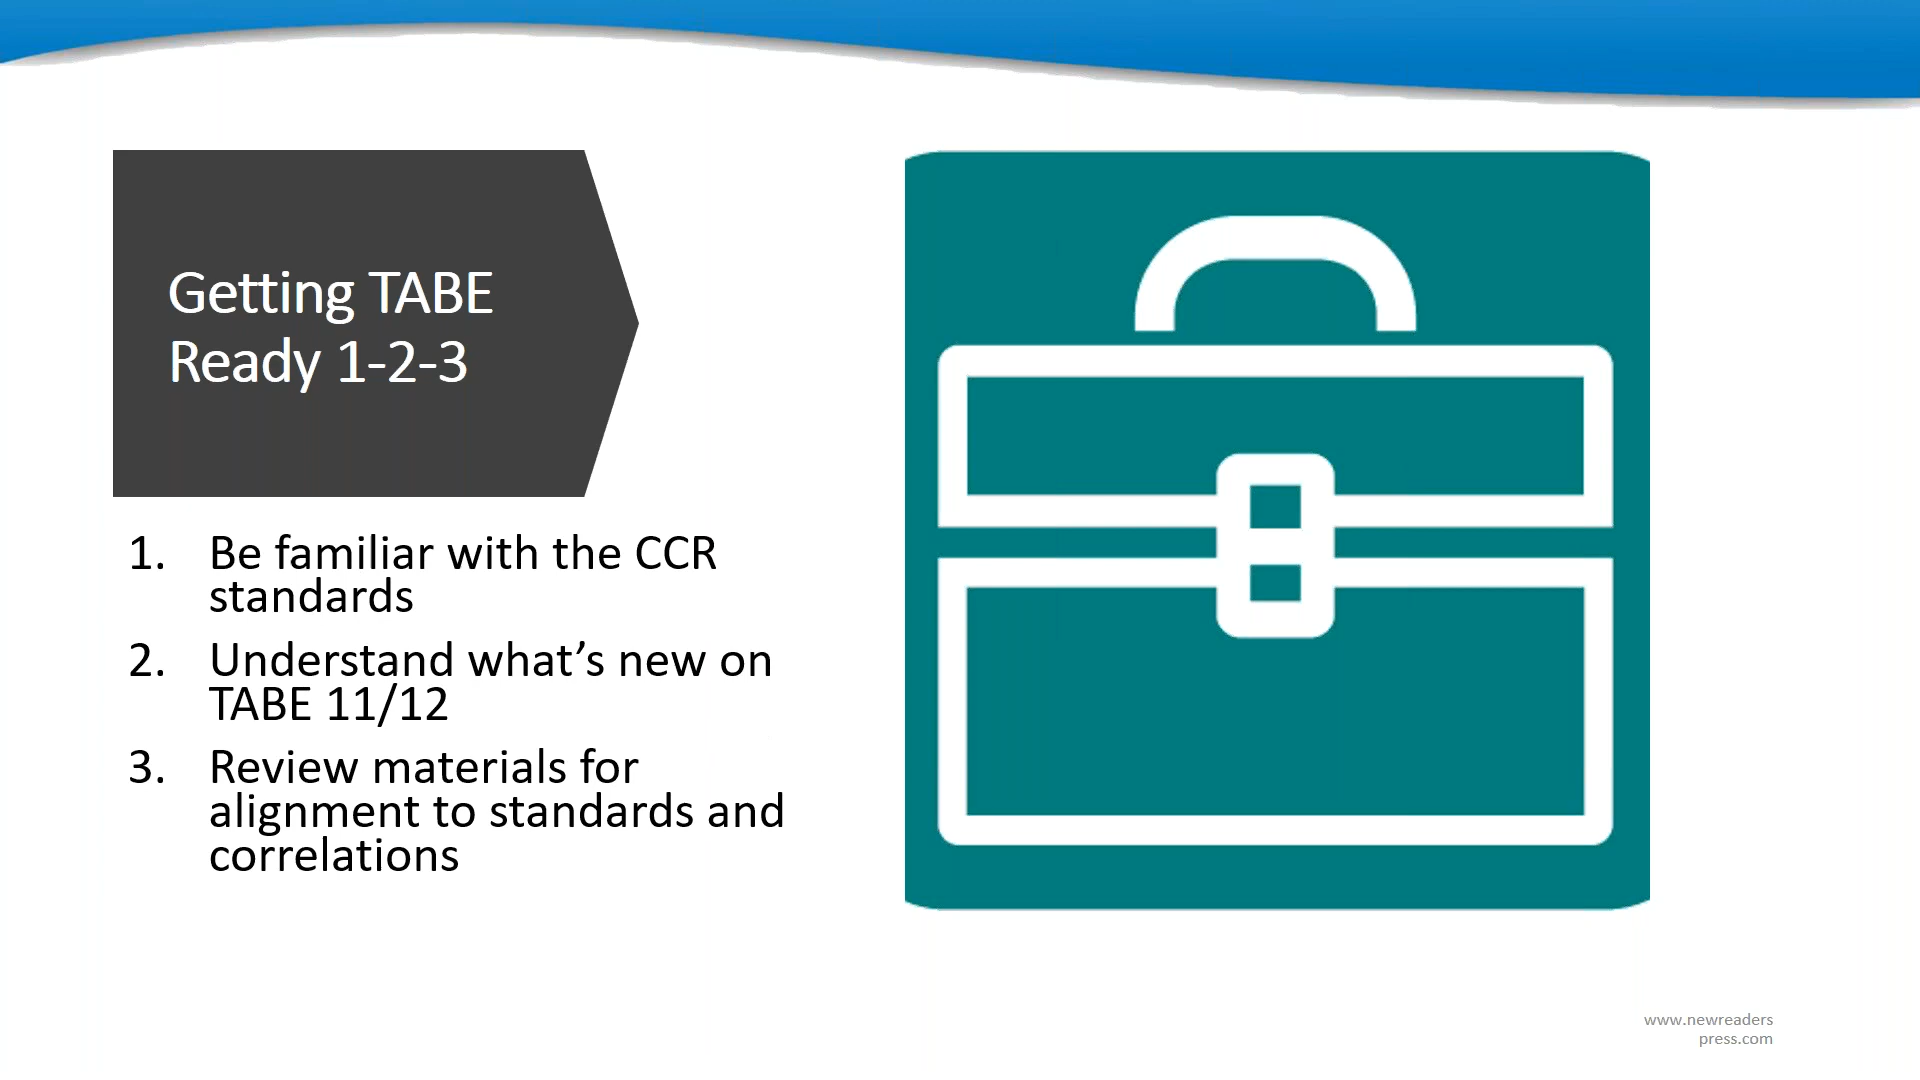 Getting TABE
Ready 1-2-3
1. Be familiar with the CCR
standards
2. Understand what’s new on
TABE 11/12
3. Review materials for
alignment to standards and
correlations
www.newreaders
press.com